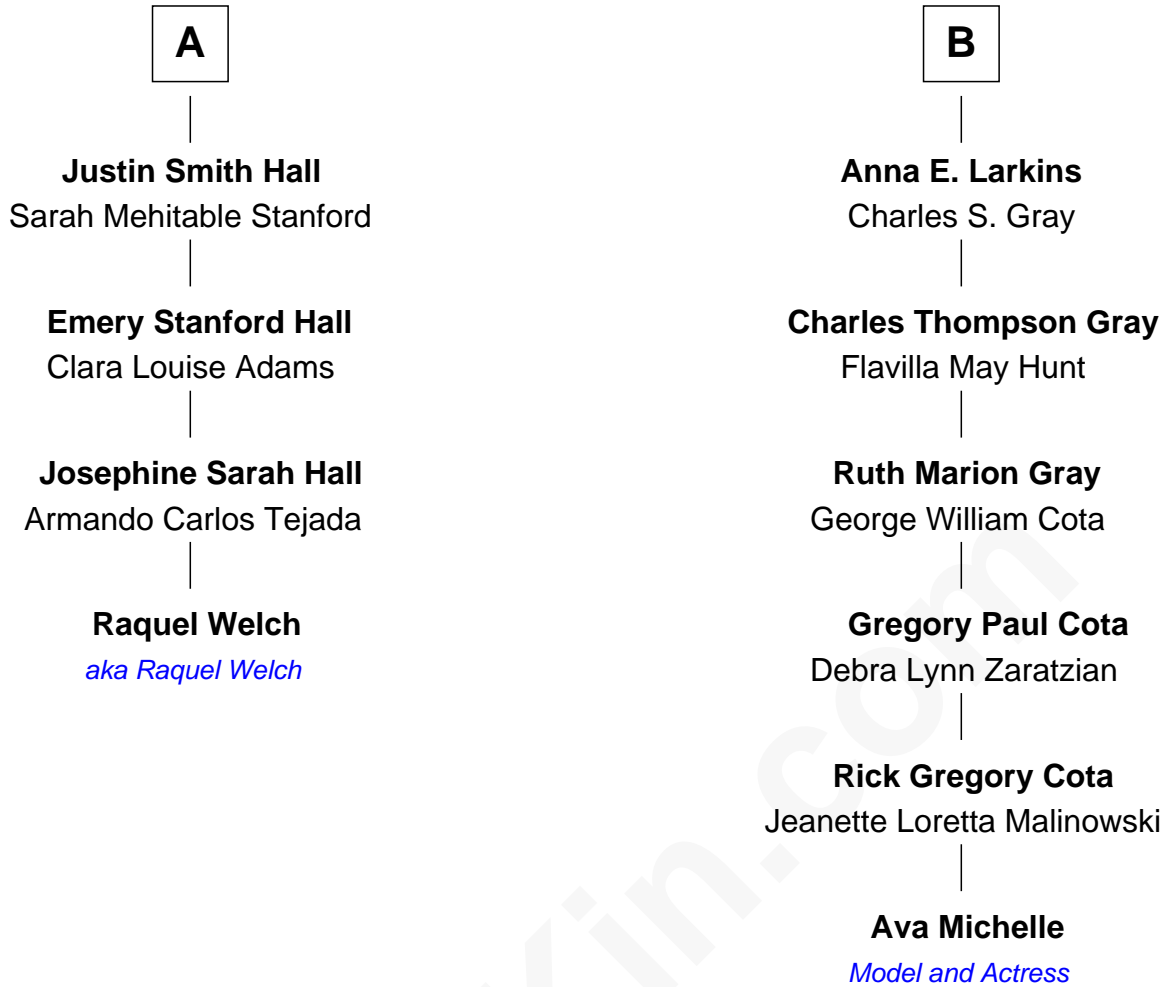 A
Justin Smith Hall
Sarah Mehitable Stanford
Emery Stanford Hall
Clara Louise Adams
Josephine Sarah Hall
Armando Carlos Tejada
Raquel Welch
aka Raquel Welch
B
Anna E. Larkins
Charles S. Gray
Charles Thompson Gray
Flavilla May Hunt
Ruth Marion Gray
George William Cota
Gregory Paul Cota
Debra Lynn Zaratzian
Rick Gregory Cota
Jeanette Loretta Malinowski
Ava Michelle
Model and Actress
Kin.com